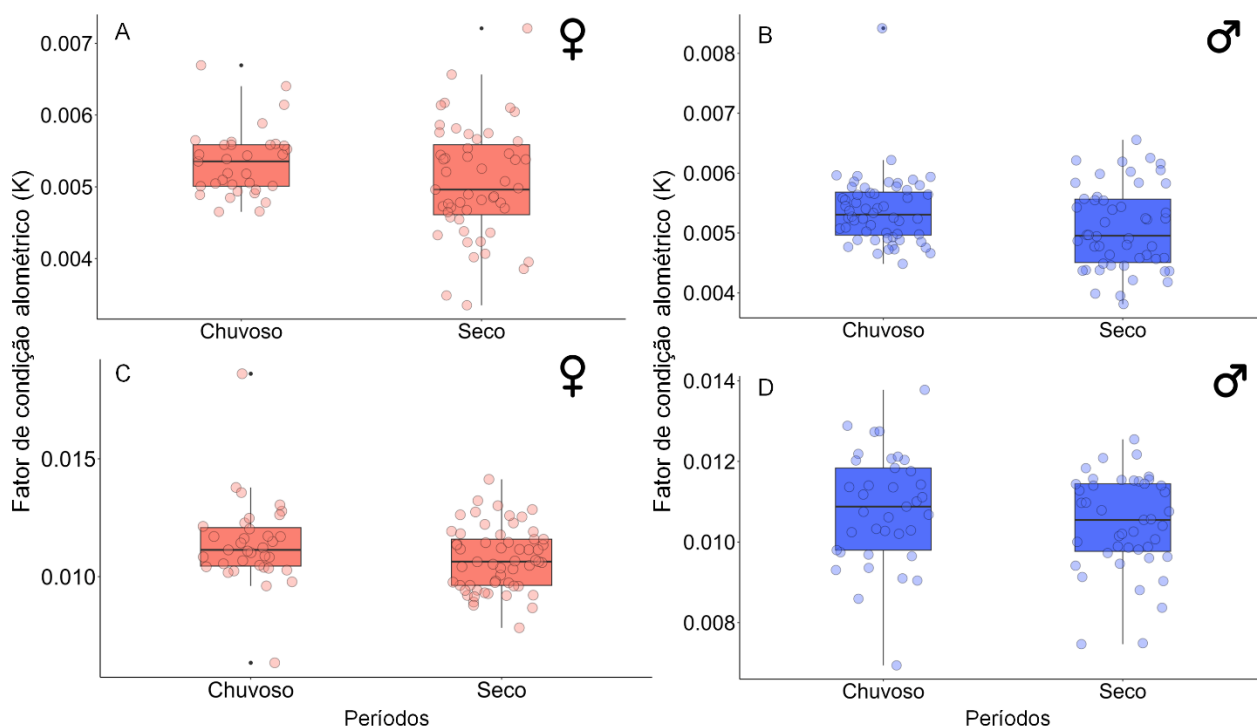 A
♀
Fator de condição alométrico (K)
0.007
0.006
0.005
0.004
Chuvoso
Seco
B
♂
Fator de condição alométrico (K)
0.008
0.007
0.006
0.005
0.004
Chuvoso
Seco
C
♀
0.015
0.010
Chuvoso
Seco
Períodos
D
♂
0.014
0.012
0.010
0.008
Chuvoso
Seco
Períodos